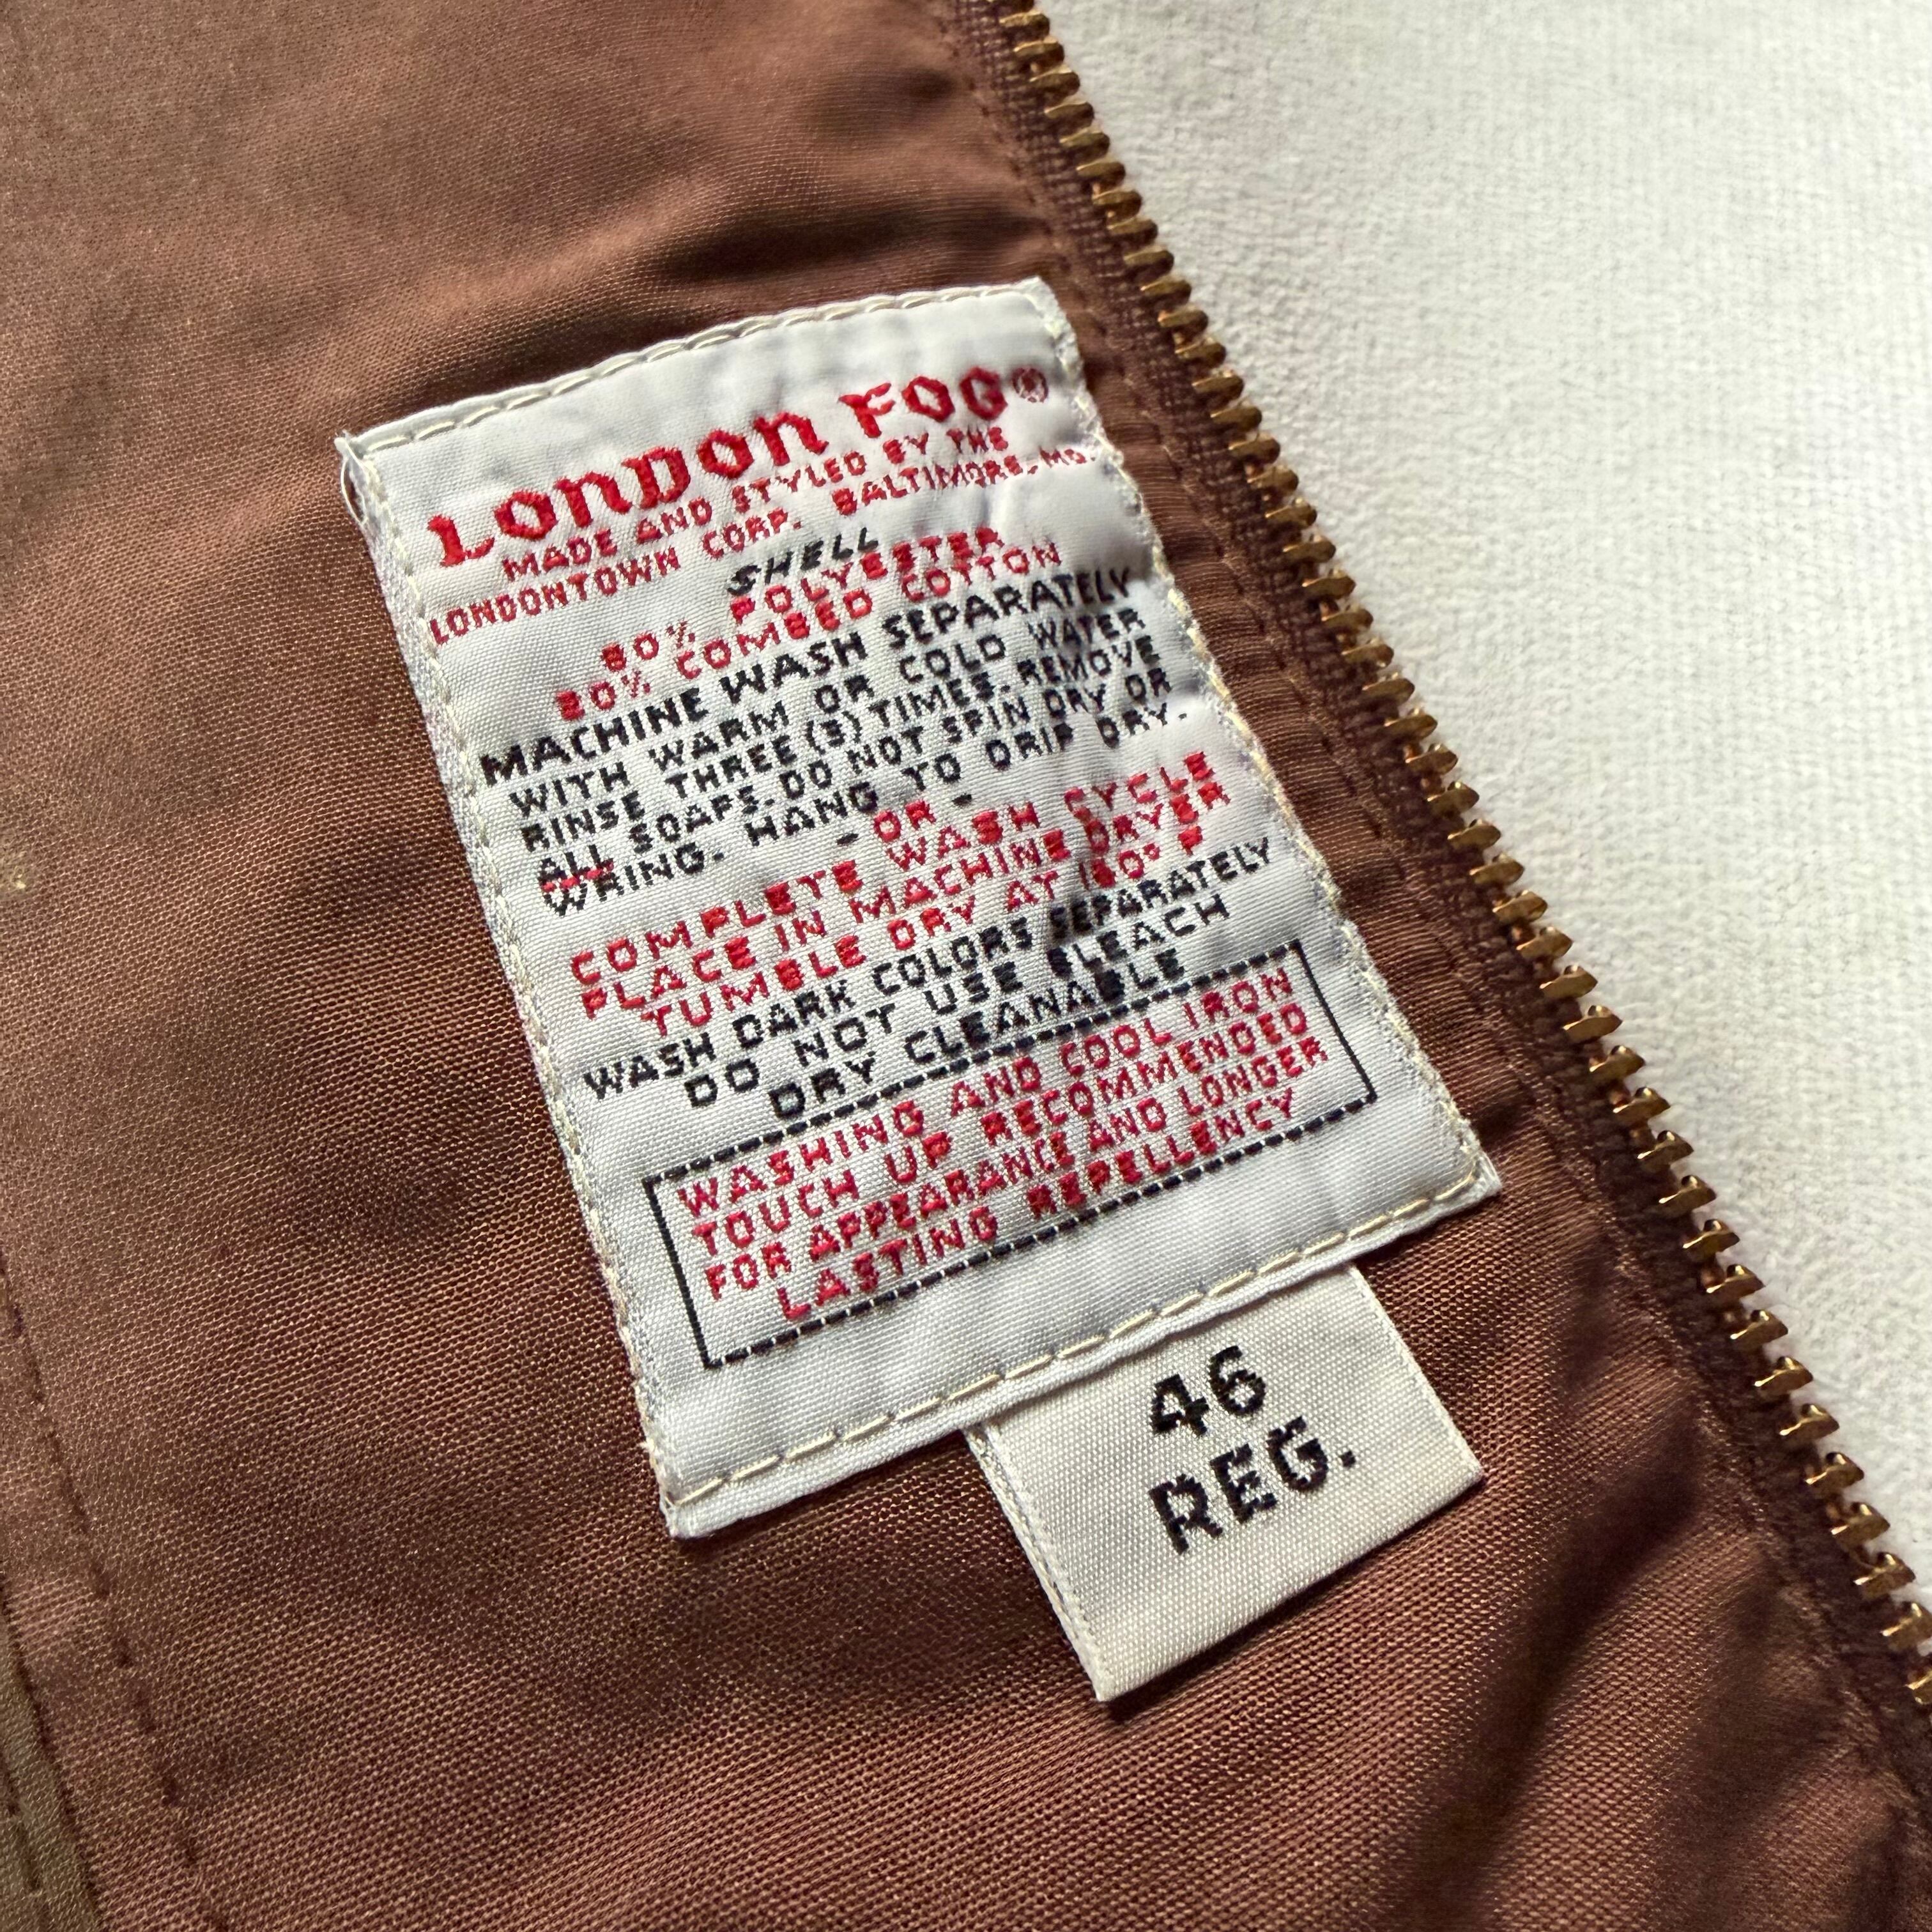 LONDON FOG®
MADE AND STYLED BY THE
LONDONTOWN CORP. BALTIMORE, MD.
SHELL
80% POLYESTER
20% COMBED COTTON
MACHINE WASH SEPARATELY
WITH WARM OR COLD WATER
RINSE THREE (3) TIMES. REMOVE
ALL SOAPS. DO NOT SPIN DRY OR
WRING. HANG TO DRIP DRY.
- OR -
COMPLETE WASH CYCLE
PLACE IN MACHINE DRYER
TUMBLE DRY AT 160° F
WASH DARK COLORS SEPARATELY
DO NOT USE BLEACH
DRY CLEANABLE
WASHING AND COOL IRON
TOUCH UP RECOMMENDED
FOR APPEARANCE AND LONGER
LASTING REPELLENCY
46
REG.